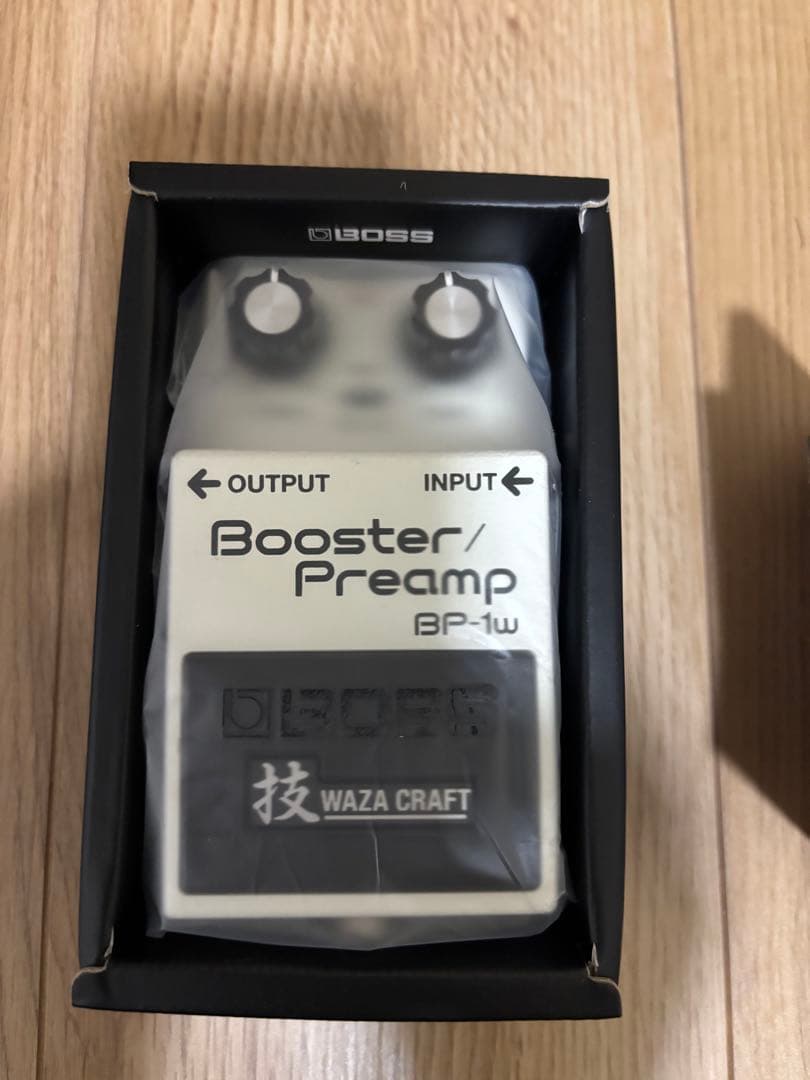 BOSS
← OUTPUT INPUT ←
Booster/
Preamp
BP-1w
BOSS
技 WAZA CRAFT